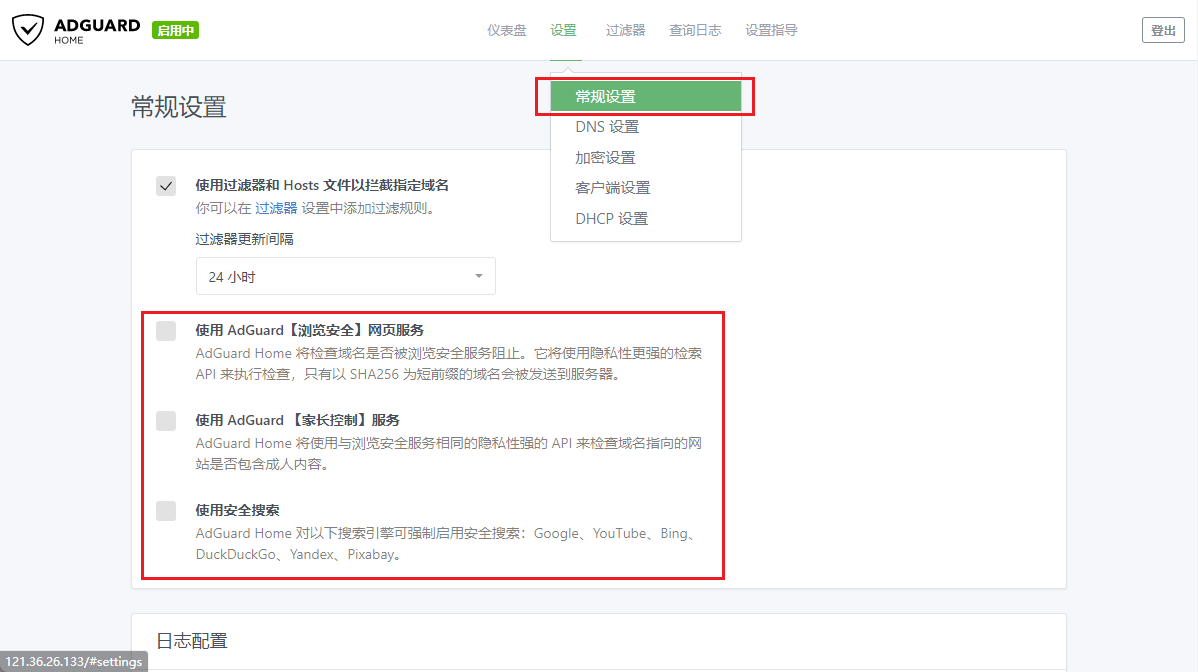 ADGUARD
HOME
启用中
仪表盘 设置 过滤器 查询日志 设置指导
登出
常规设置
DNS 设置
加密设置
客户端设置
DHCP 设置
常规设置
使用过滤器和 Hosts 文件以拦截指定域名
你可以在 过滤器 设置中添加过滤规则。
过滤器更新间隔
24 小时
使用 AdGuard【浏览安全】网页服务
AdGuard Home 将检查域名是否被浏览安全服务阻止。它将使用隐私性更强的检索
API 来执行检查，只有以 SHA256 为短前缀的域名会被发送到服务器。
使用 AdGuard 【家长控制】服务
AdGuard Home 将使用与浏览安全服务相同的隐私性强的 API 来检查域名指向的网
站是否包含成人内容。
使用安全搜索
AdGuard Home 对以下搜索引擎可强制启用安全搜索：Google、YouTube、Bing、
DuckDuckGo、Yandex、Pixabay。
日志配置
121.36.26.133/#settings